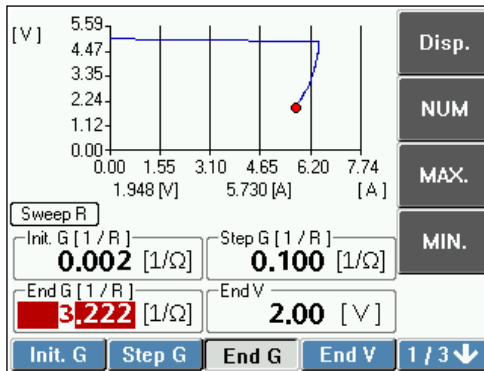 [V]
5.59
4.47
3.35
2.24
1.12
0.00
0.00 1.55 3.10 4.65 6.20 7.74
1.948 [V] 5.730 [A] [A]
Sweep R
Init. G [1/R] Step G [1/R]
0.002 [1/Ω] 0.100 [1/Ω]
End G [1/R] End V
3.222 [1/Ω] 2.00 [V]
Disp.
NUM
MAX.
MIN.
Init. G Step G End G End V 1/3